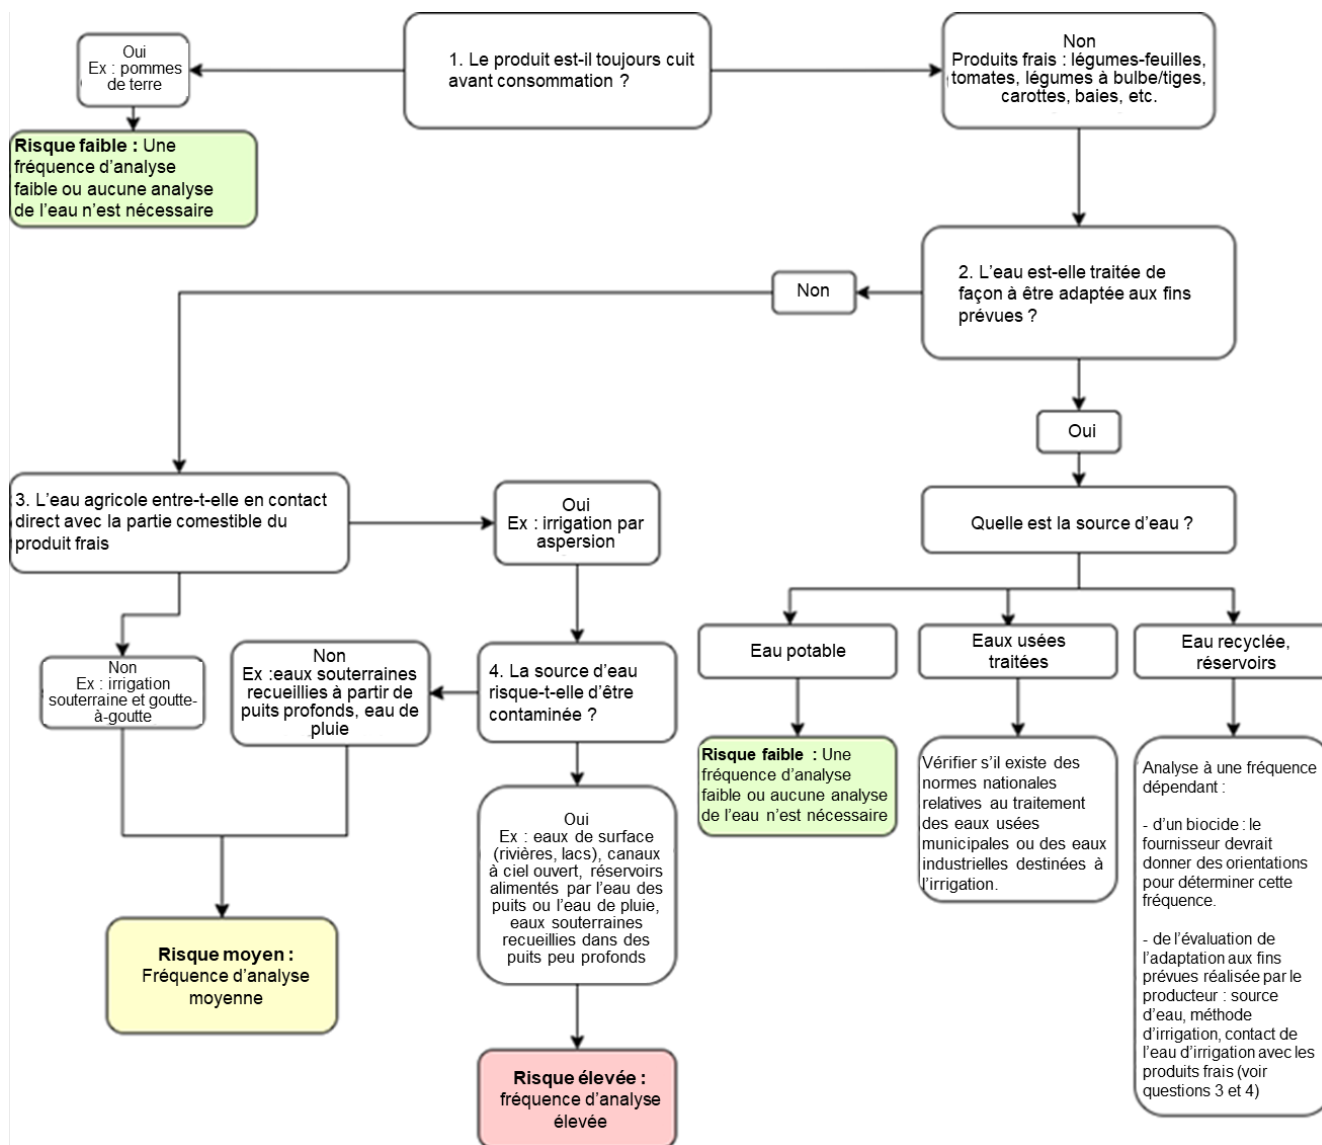 1. Le produit est-il toujours cuit
avant consommation ?
Oui
Ex : pommes
de terre
Risque faible : Une
fréquence d’analyse
faible ou aucune analyse
de l’eau n’est nécessaire
Non
Produits frais : légumes-feuilles,
tomates, légumes à bulbe/tiges,
carottes, baies, etc.
2. L’eau est-elle traitée de
façon à être adaptée aux fins
prévues ?
Non
Oui
3. L’eau agricole entre-t-elle en contact
direct avec la partie comestible du
produit frais
Oui
Ex : irrigation par
aspersion
Quelle est la source d’eau ?
Non
Ex : irrigation
souterraine et goutte-
à-goutte
Non
Ex :eaux souterraines
recueillies à partir de
puits profonds, eau de
pluie
4. La source d’eau
risque-t-elle d’être
contaminée ?
Eau potable
Eaux usées
traitées
Eau recyclée,
réservoirs
Risque faible : Une
fréquence d’analyse
faible ou aucune analyse
de l’eau n’est nécessaire
Vérifier s’il existe des
normes nationales
relatives au traitement
des eaux usées
municipales ou des eaux
industrielles destinées à
l’irrigation.
Analyse à une fréquence
dépendant :
- d’un biocide : le
fournisseur devrait
donner des orientations
pour déterminer cette
fréquence.
- de l’évaluation de
l’adaptation aux fins
prévues réalisée par le
producteur : source
d’eau, méthode
d’irrigation, contact de
l’eau d’irrigation avec les
produits frais (voir
questions 3 et 4)
Oui
Ex : eaux de surface
(rivières, lacs), canaux
à ciel ouvert, réservoirs
alimentés par l’eau des
puits ou l’eau de pluie,
eaux souterraines
recueillies dans des
puits peu profonds
Risque moyen :
Fréquence d’analyse
moyenne
Risque élevée :
fréquence d’analyse
élevée